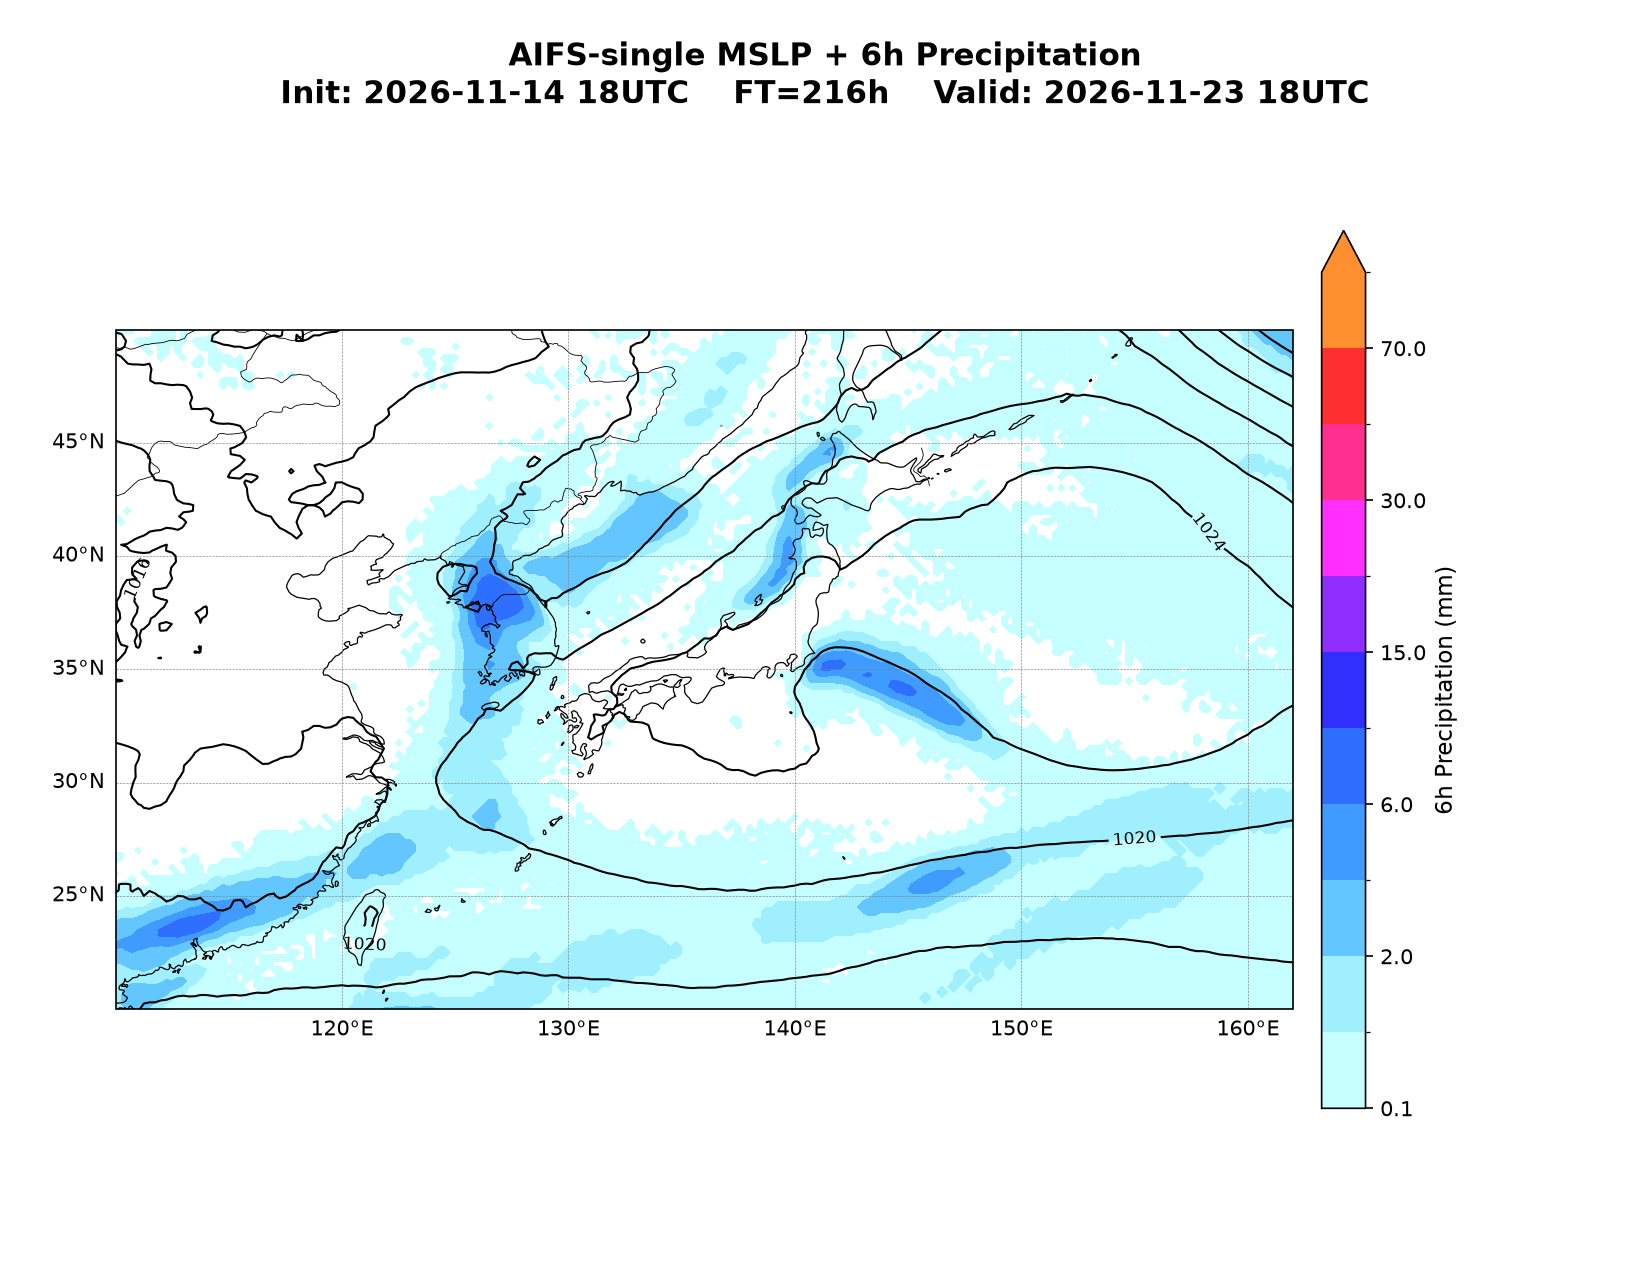 AIFS-single MSLP + 6h Precipitation
Init: 2026-11-14 18UTC    FT=216h    Valid: 2026-11-23 18UTC
70.0
30.0
15.0
6.0
2.0
0.1
6h Precipitation (mm)
45°N
40°N
35°N
30°N
25°N
1024
1016
1020
1020
120°E
130°E
140°E
150°E
160°E